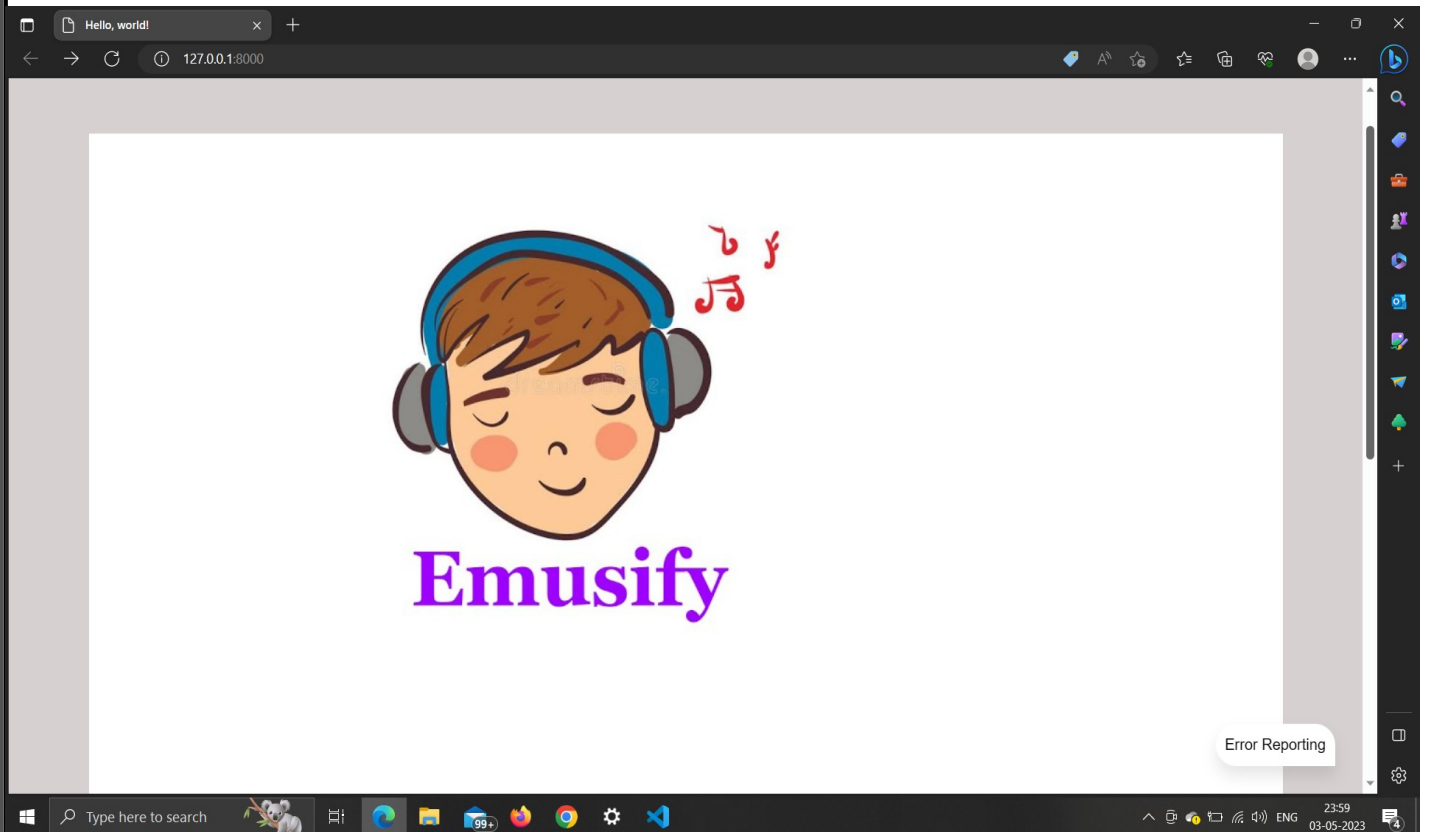 Hello, world!
127.0.0.1:8000
Emusify
Error Reporting
Type here to search
99+
ENG
23:59
03-05-2023
4